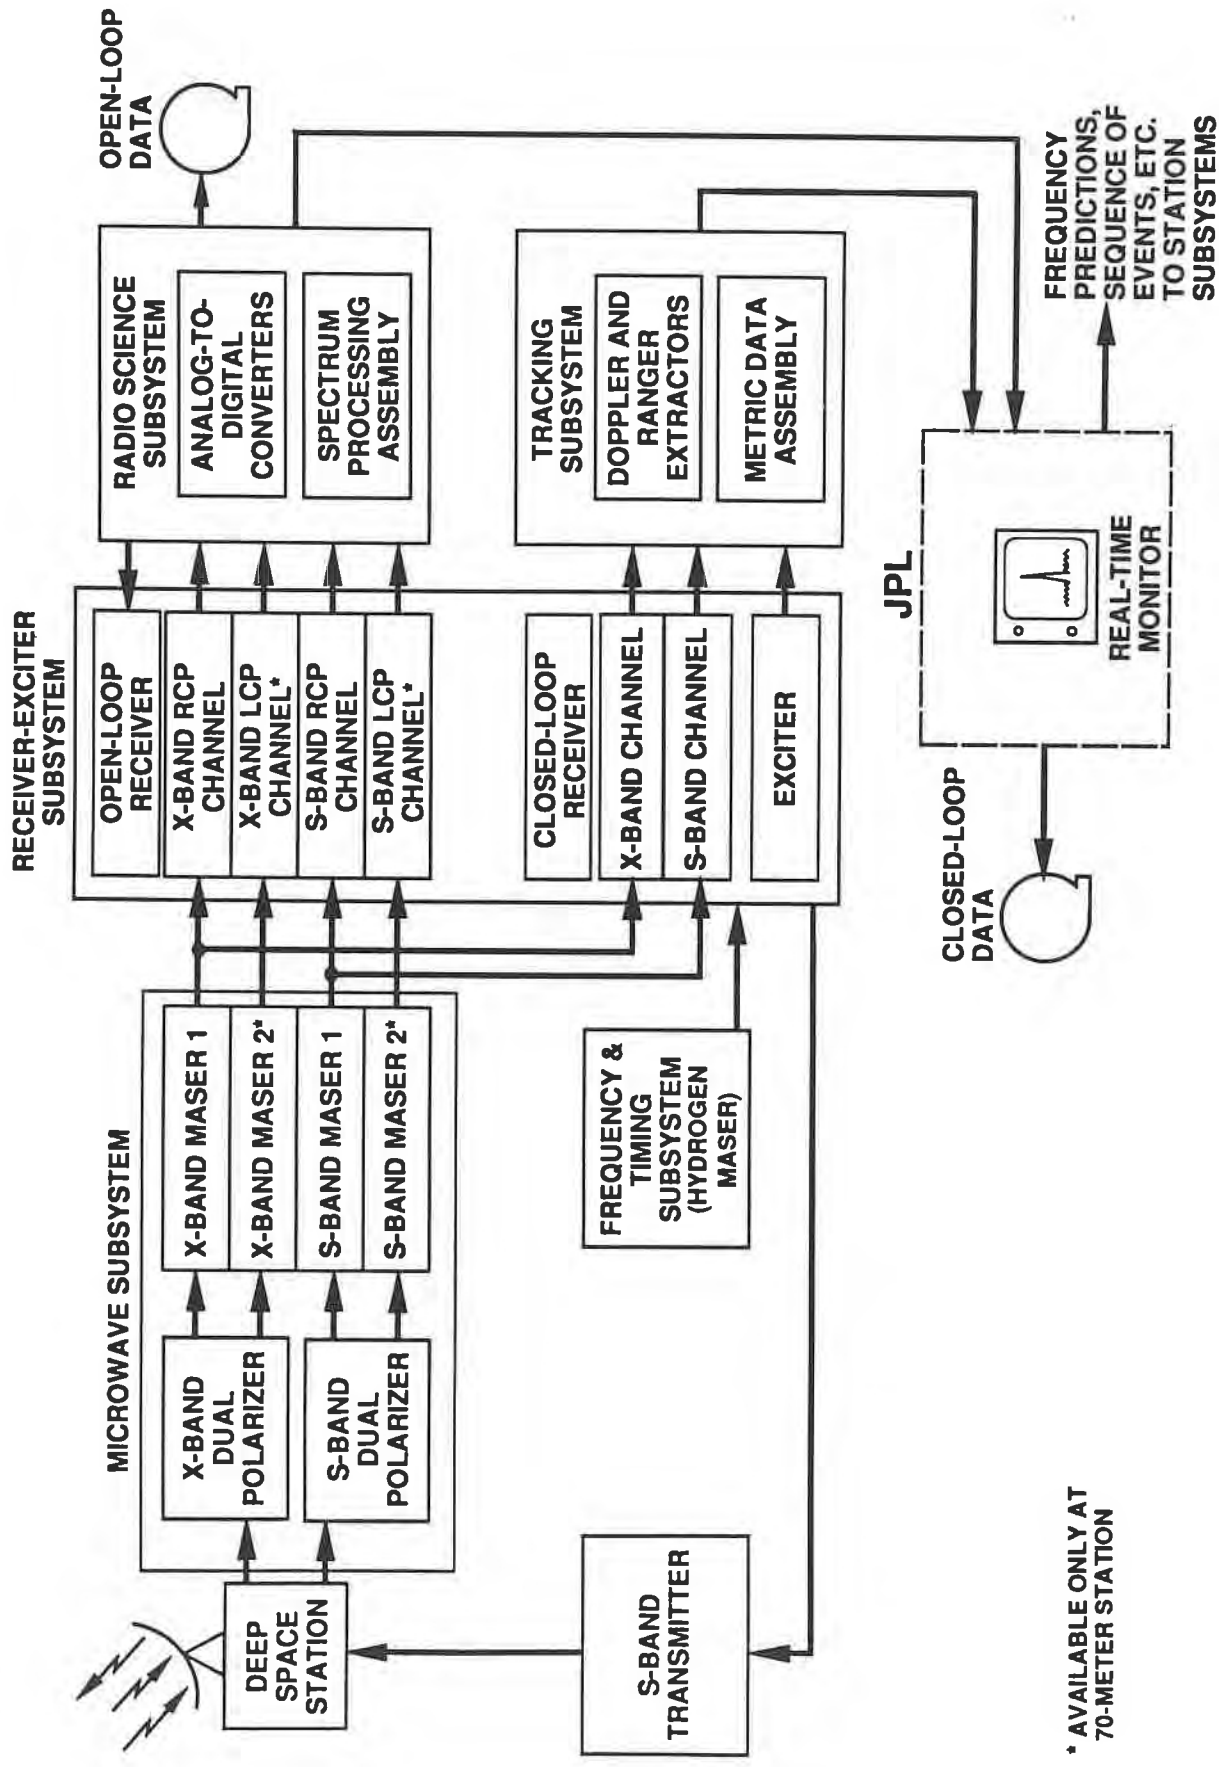 MICROWAVE SUBSYSTEM
DEEP
SPACE
STATION
X-BAND
DUAL
POLARIZER
S-BAND
DUAL
POLARIZER
X-BAND MASER 1
X-BAND MASER 2*
S-BAND MASER 1
S-BAND MASER 2*
S-BAND
TRANSMITTER
FREQUENCY &
TIMING
SUBSYSTEM
(HYDROGEN
MASER)
RECEIVER-EXCITER
SUBSYSTEM
OPEN-LOOP
RECEIVER
X-BAND RCP
CHANNEL
X-BAND LCP
CHANNEL*
S-BAND RCP
CHANNEL
S-BAND LCP
CHANNEL*
CLOSED-LOOP
RECEIVER
X-BAND CHANNEL
S-BAND CHANNEL
EXCITER
RADIO SCIENCE
SUBSYSTEM
ANALOG-TO-
DIGITAL
CONVERTERS
SPECTRUM
PROCESSING
ASSEMBLY
OPEN-LOOP
DATA
TRACKING
SUBSYSTEM
DOPPLER AND
RANGER
EXTRACTORS
METRIC DATA
ASSEMBLY
JPL
REAL-TIME
MONITOR
CLOSED-LOOP
DATA
FREQUENCY
PREDICTIONS,
SEQUENCE OF
EVENTS, ETC.
TO STATION
SUBSYSTEMS
* AVAILABLE ONLY AT
70-METER STATION